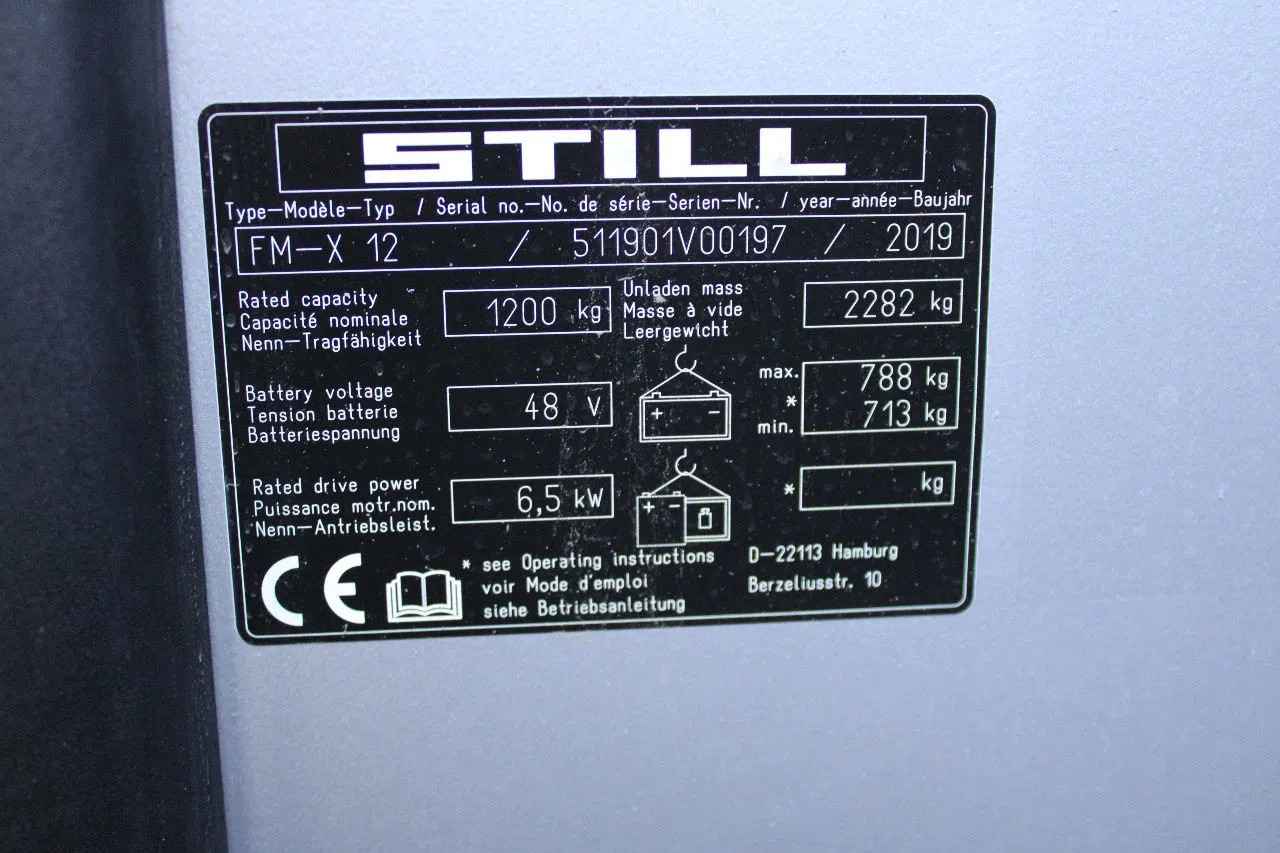 STILL
Type-Modèle-Typ / Serial no.-No. de série-Serien-Nr. / year-année-Baujahr
FM-X 12 / 511901V00197 / 2019
Rated capacity
Capacité nominale
Nenn-Tragfähigkeit
1200 kg
Unladen mass
Masse à vide
Leergewicht
2282 kg
Battery voltage
Tension batterie
Batteriespannung
48 V
+ -
max.
*
min.
788 kg
713 kg
Rated drive power
Puissance motr.nom.
Nenn-Antriebsleist.
6,5 kW
+ -
* kg
CE
* see Operating instructions
voir Mode d'emploi
siehe Betriebsanleitung
D-22113 Hamburg
Berzeliusstr. 10